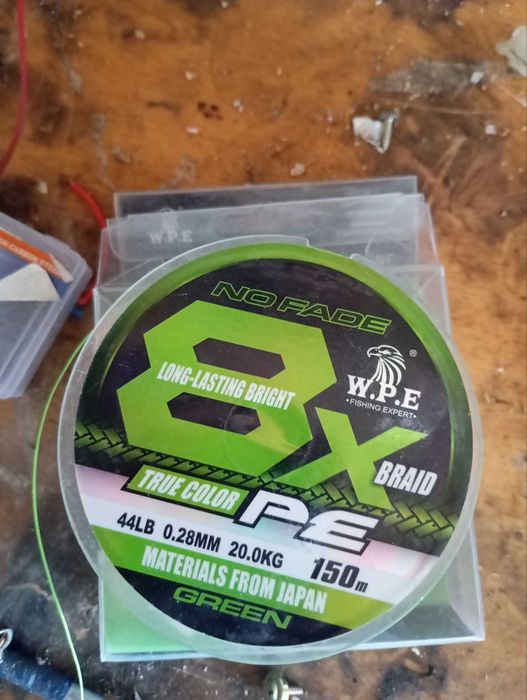 W.P.E
NO FADE
8X
LONG-LASTING BRIGHT
W.P.E ®
•FISHING EXPERT•
BRAID
TRUE COLOR
PE
44LB 0.28MM 20.0KG 150m
MATERIALS FROM JAPAN
GREEN